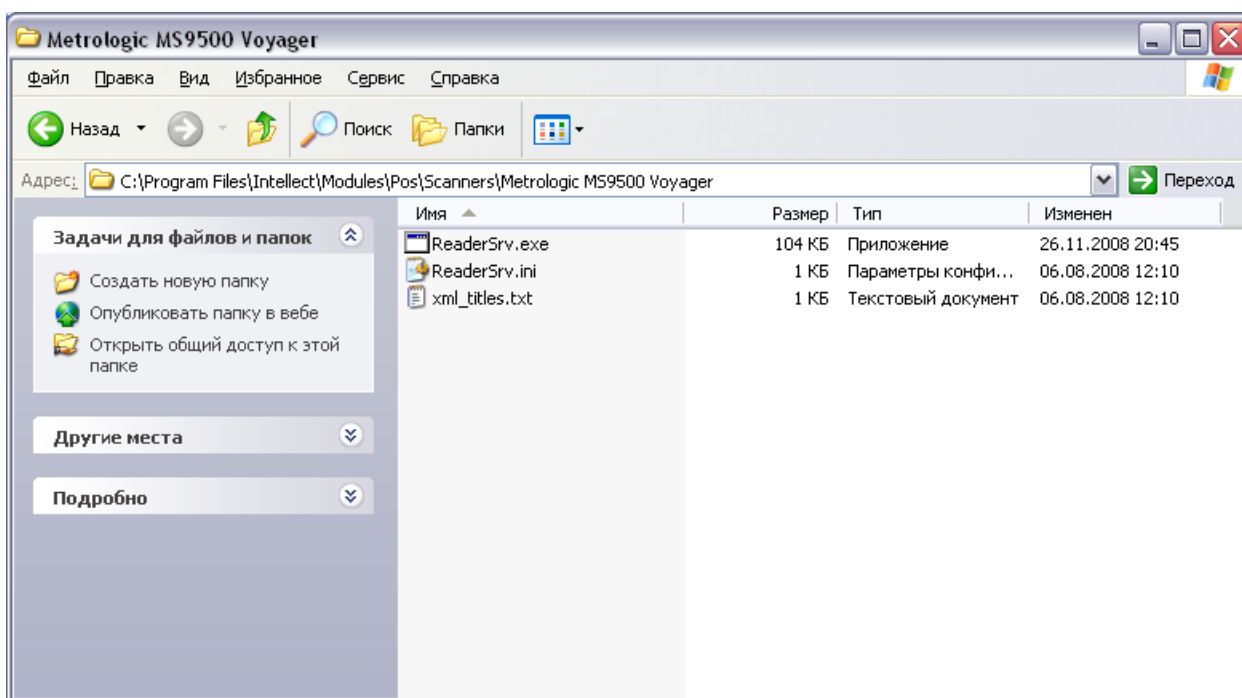 Metrologic MS9500 Voyager
Файл Правка Вид Избранное Сервис Справка
Назад Поиск Папки
Адрес: C:\Program Files\Intellect\Modules\Pos\Scanners\Metrologic MS9500 Voyager Переход
Имя Размер Тип Изменен
Задачи для файлов и папок
Создать новую папку
Опубликовать папку в вебе
Открыть общий доступ к этой
папке
Другие места
Подробно
ReaderSrv.exe 104 КБ Приложение 26.11.2008 20:45
ReaderSrv.ini 1 КБ Параметры конфи... 06.08.2008 12:10
xml_titles.txt 1 КБ Текстовый документ 06.08.2008 12:10